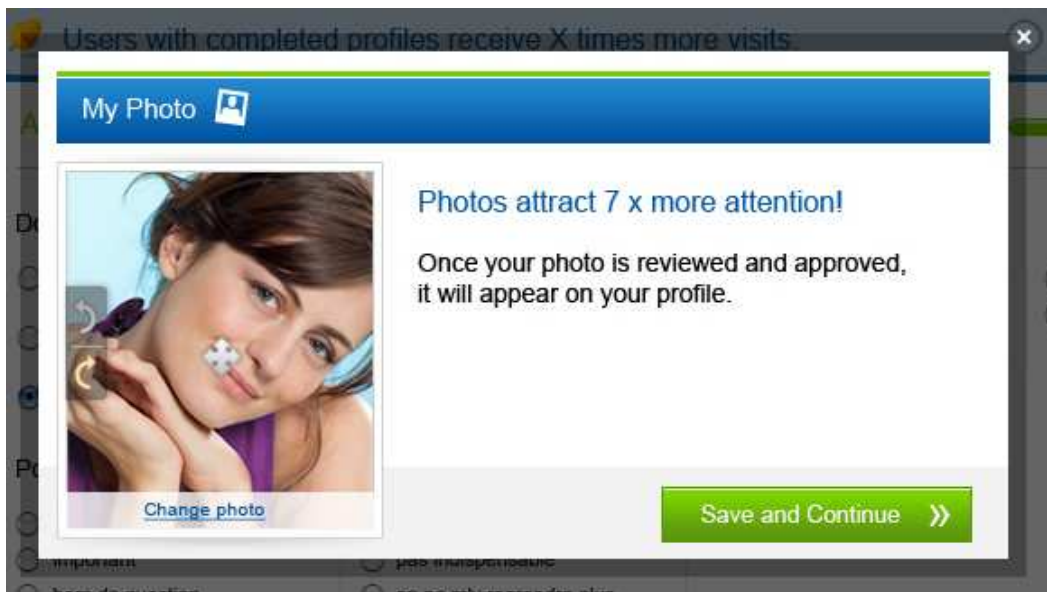 Users with completed profiles receive X times more visits.
My Photo
Photos attract 7 x more attention!
Once your photo is reviewed and approved,
it will appear on your profile.
Change photo
Save and Continue
important
pas indispensable